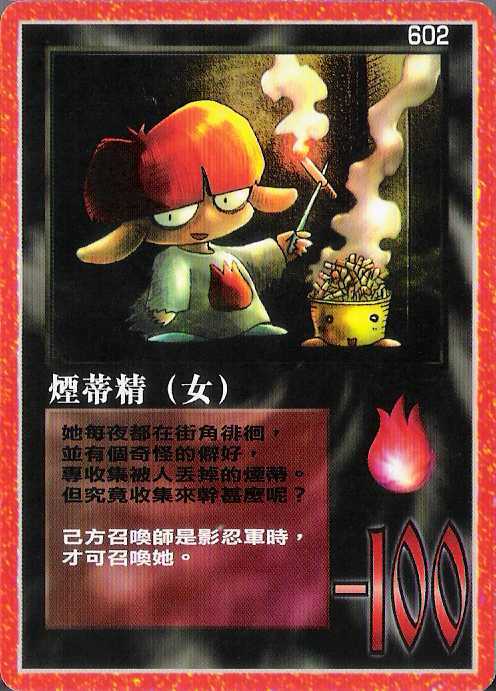 602
煙蒂精（女）
她每夜都在街角徘徊，
並有個奇怪的僻好，
專收集被人丟掉的煙蒂。
但究竟收集來幹甚麼呢？
己方召喚師是影忍軍時，
才可召喚她。
-100